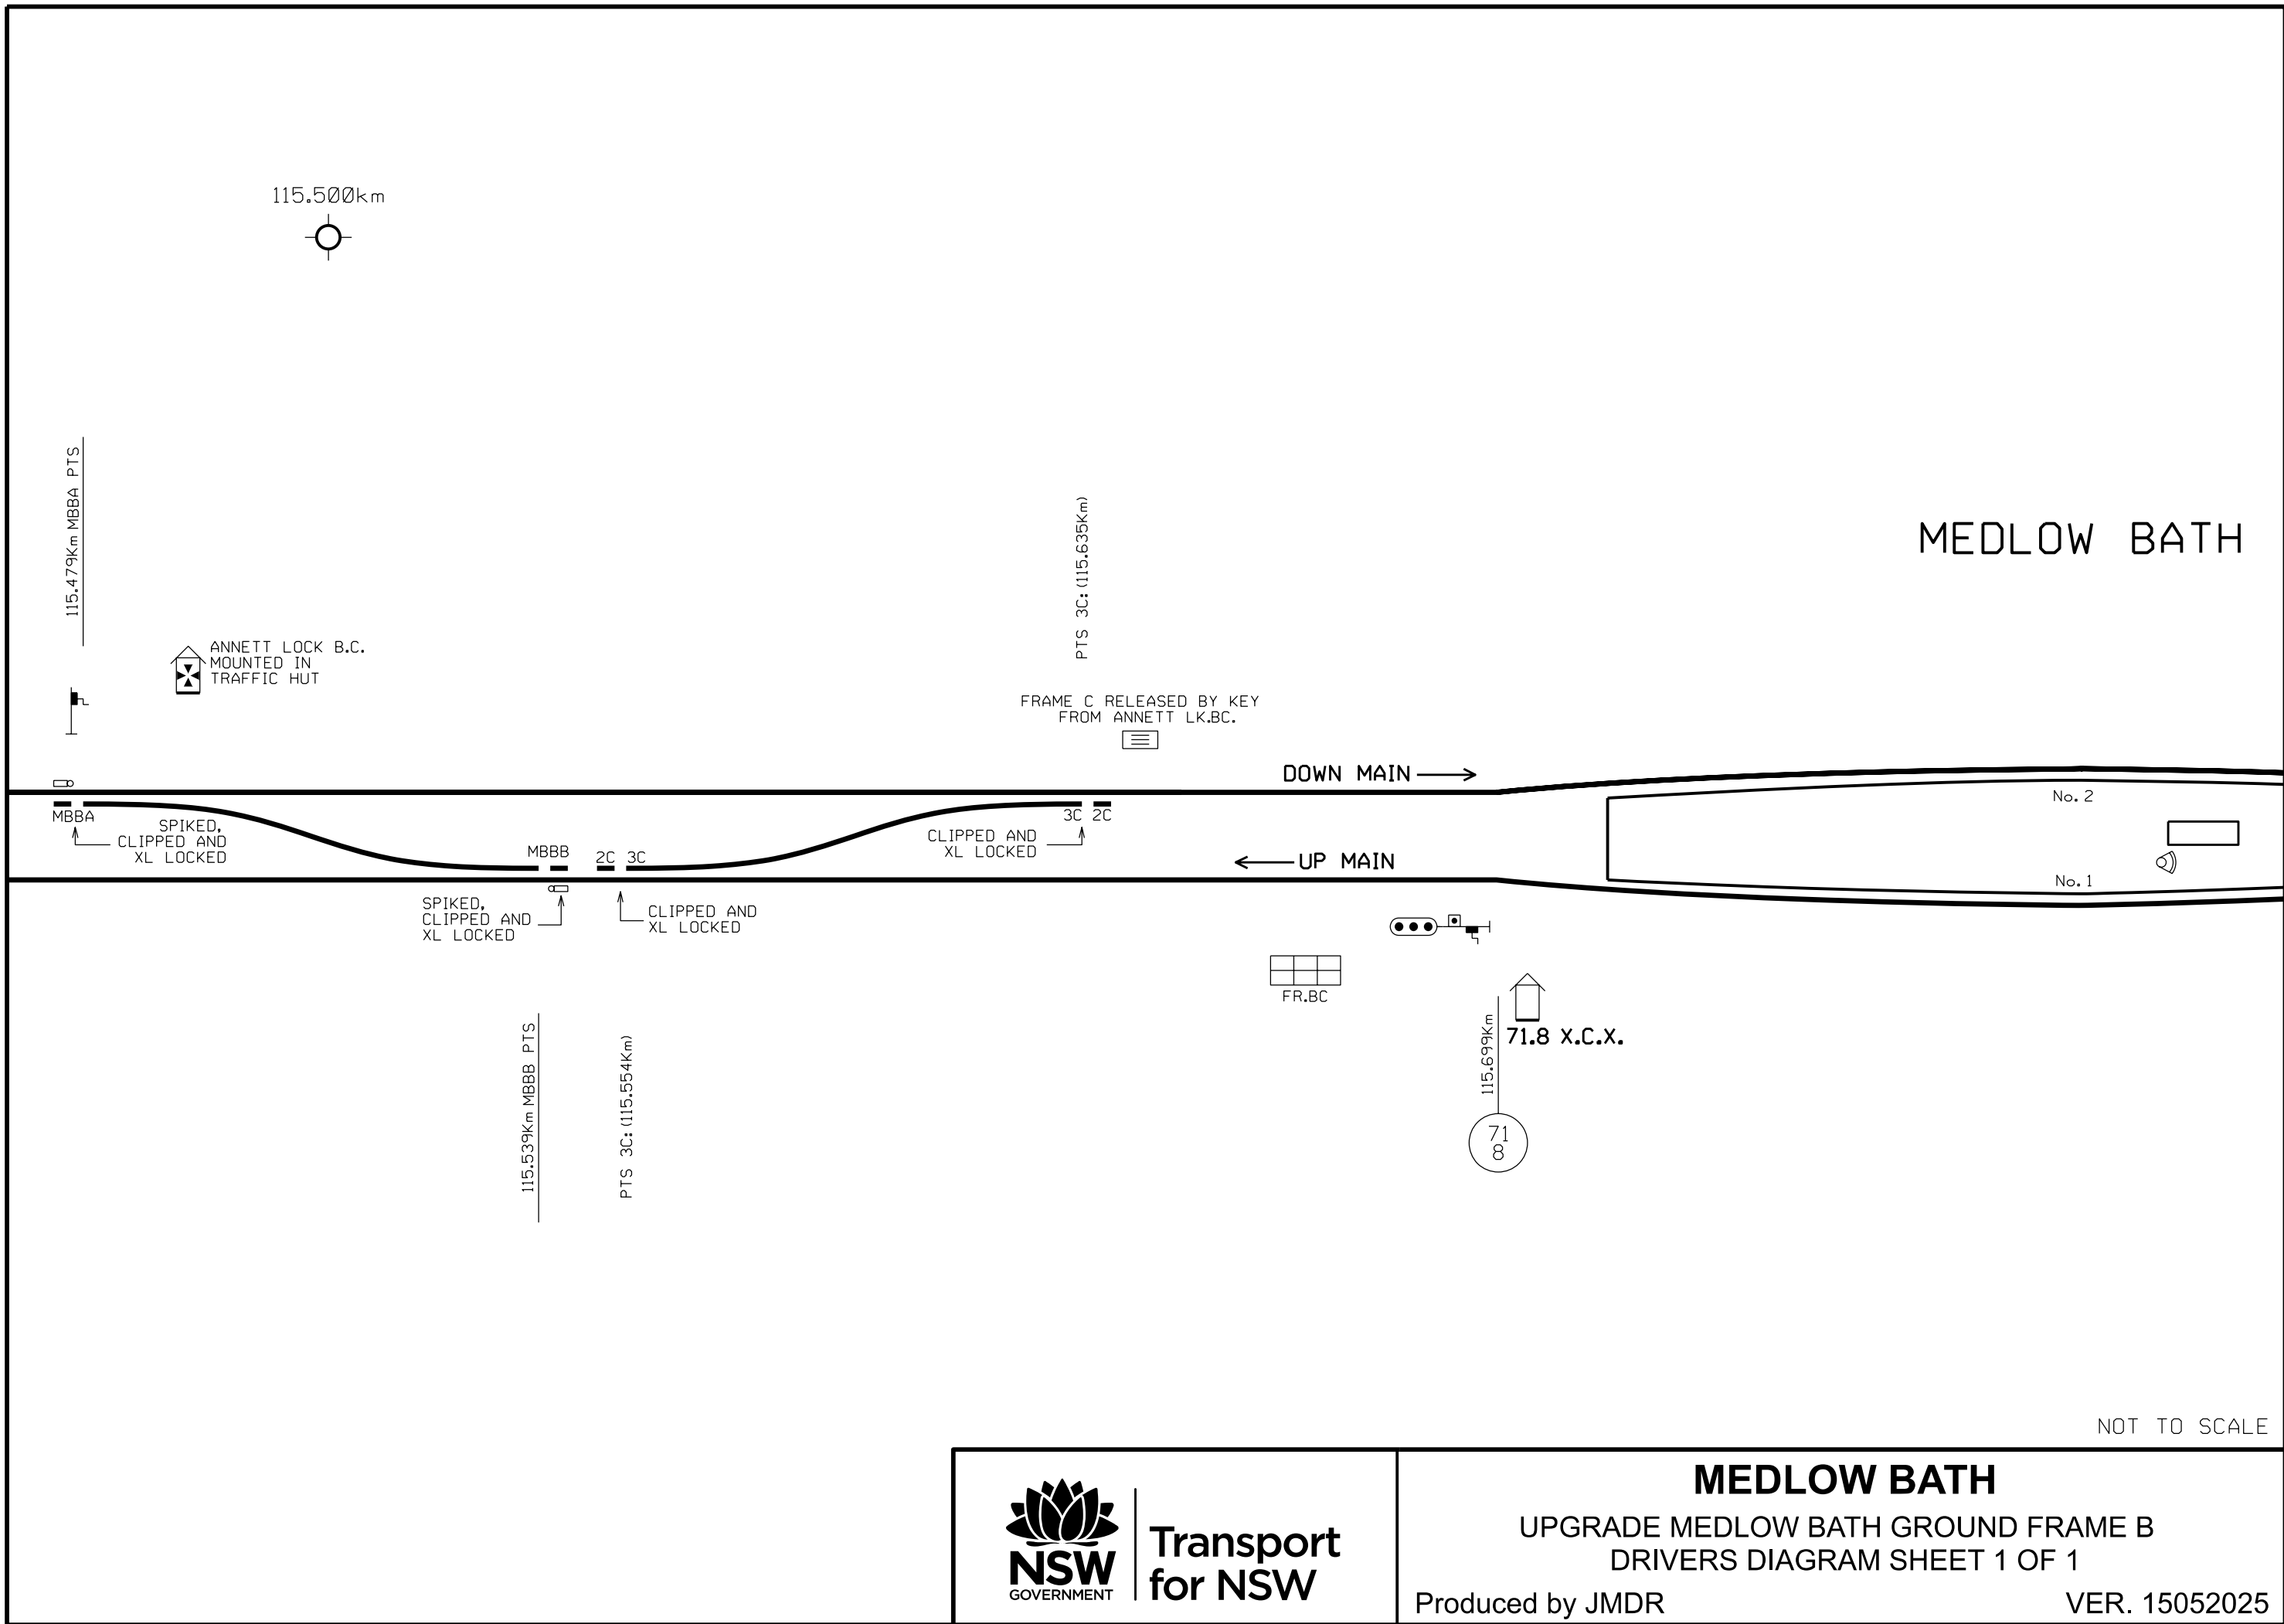 115.500km
115.479Km MBBA PTS
PTS 3C: (115.635Km)
MEDLOW BATH
ANNETT LOCK B.C.
MOUNTED IN
TRAFFIC HUT
FRAME C RELEASED BY KEY
FROM ANNETT LK.BC.
DOWN MAIN
MBBA
SPIKED,
CLIPPED AND
XL LOCKED
MBBB
2C 3C
3C 2C
CLIPPED AND
XL LOCKED
UP MAIN
No. 2
No. 1
SPIKED,
CLIPPED AND
XL LOCKED
CLIPPED AND
XL LOCKED
FR.BC
115.539Km MBBB PTS
PTS 3C: (115.554Km)
115.699Km
71.8 X.C.X.
71
8
NOT TO SCALE
NSW
GOVERNMENT
Transport
for NSW
MEDLOW BATH
UPGRADE MEDLOW BATH GROUND FRAME B
DRIVERS DIAGRAM SHEET 1 OF 1
Produced by JMDR
VER. 15052025